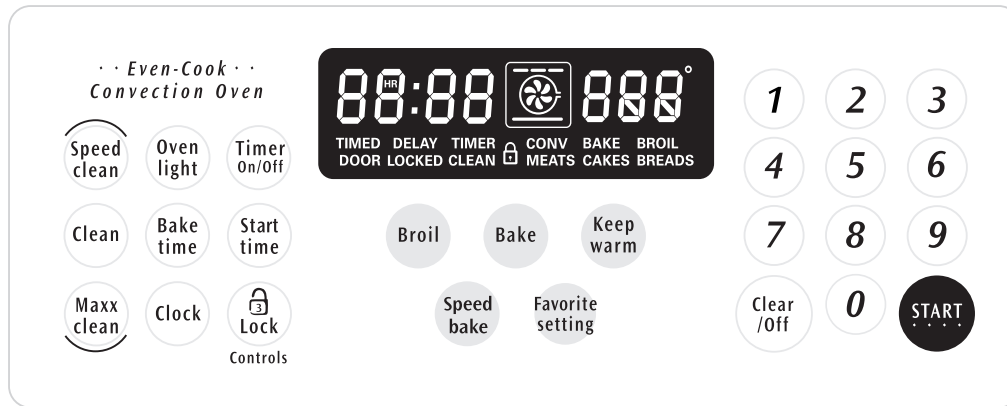 · · Even-Cook · ·
Convection Oven
Speed
clean
Oven
light
Timer
On/Off
Clean
Bake
time
Start
time
Maxx
clean
Clock
3
Lock
Controls
88:88
HR
888°
TIMED DELAY TIMER CONV BAKE BROIL
DOOR LOCKED CLEAN MEATS CAKES BREADS
Broil
Bake
Keep
warm
Speed
bake
Favorite
setting
1
2
3
4
5
6
7
8
9
Clear
/Off
0
START